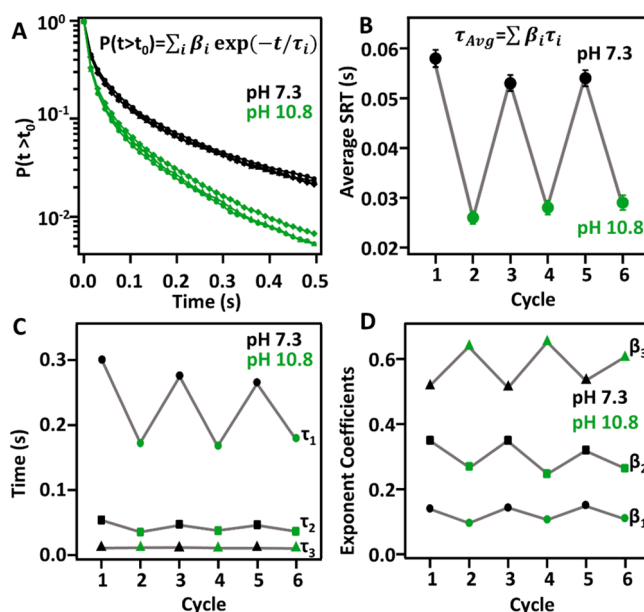 A
P(t>t₀)=∑ᵢ βᵢ exp(−t/τᵢ)
pH 7.3
pH 10.8
10⁰
10⁻¹
10⁻²
P(t >t₀)
0.0 0.1 0.2 0.3 0.4 0.5
Time (s)
B
τ_Avg=∑ βᵢτᵢ
pH 7.3
pH 10.8
0.06
0.05
0.04
0.03
0.02
Average SRT (s)
1 2 3 4 5 6
Cycle
C
pH 7.3
pH 10.8
0.3
0.2
0.1
0.0
Time (s)
τ₁
τ₂
τ₃
1 2 3 4 5 6
Cycle
D
β₃
pH 7.3
pH 10.8
β₂
β₁
0.6
0.4
0.2
0.0
Exponent Coefficients
1 2 3 4 5 6
Cycle